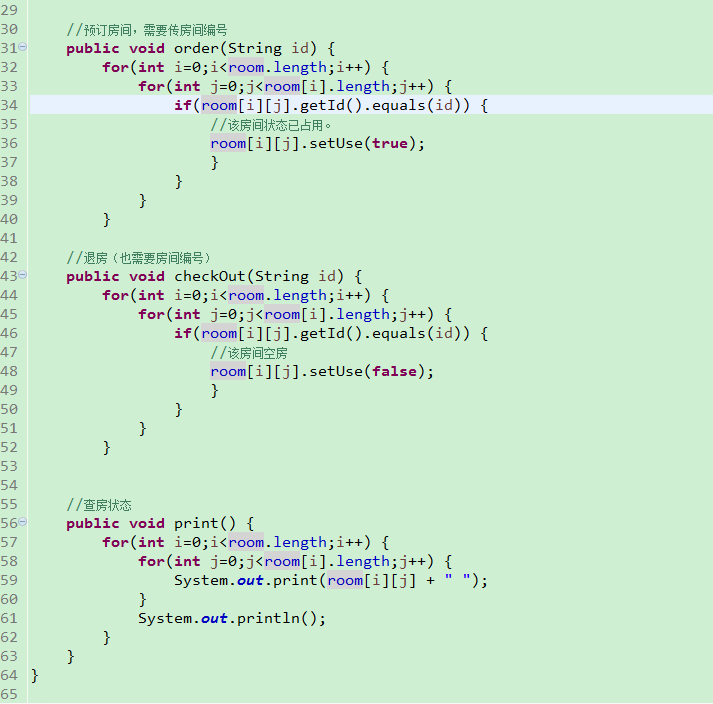 29
30 //预订房间，需要传房间编号
31 public void order(String id) {
32 for(int i=0;i<room.length;i++) {
33 for(int j=0;j<room[i].length;j++) {
34 if(room[i][j].getId().equals(id)) {
35 //该房间状态已占用。
36 room[i][j].setUse(true);
37 }
38 }
39 }
40 }
41
42 //退房（也需要房间编号）
43 public void checkOut(String id) {
44 for(int i=0;i<room.length;i++) {
45 for(int j=0;j<room[i].length;j++) {
46 if(room[i][j].getId().equals(id)) {
47 //该房间空房
48 room[i][j].setUse(false);
49 }
50 }
51 }
52 }
53
54
55 //查房状态
56 public void print() {
57 for(int i=0;i<room.length;i++) {
58 for(int j=0;j<room[i].length;j++) {
59 System.out.print(room[i][j] + " ");
60 }
61 System.out.println();
62 }
63 }
64 }
65